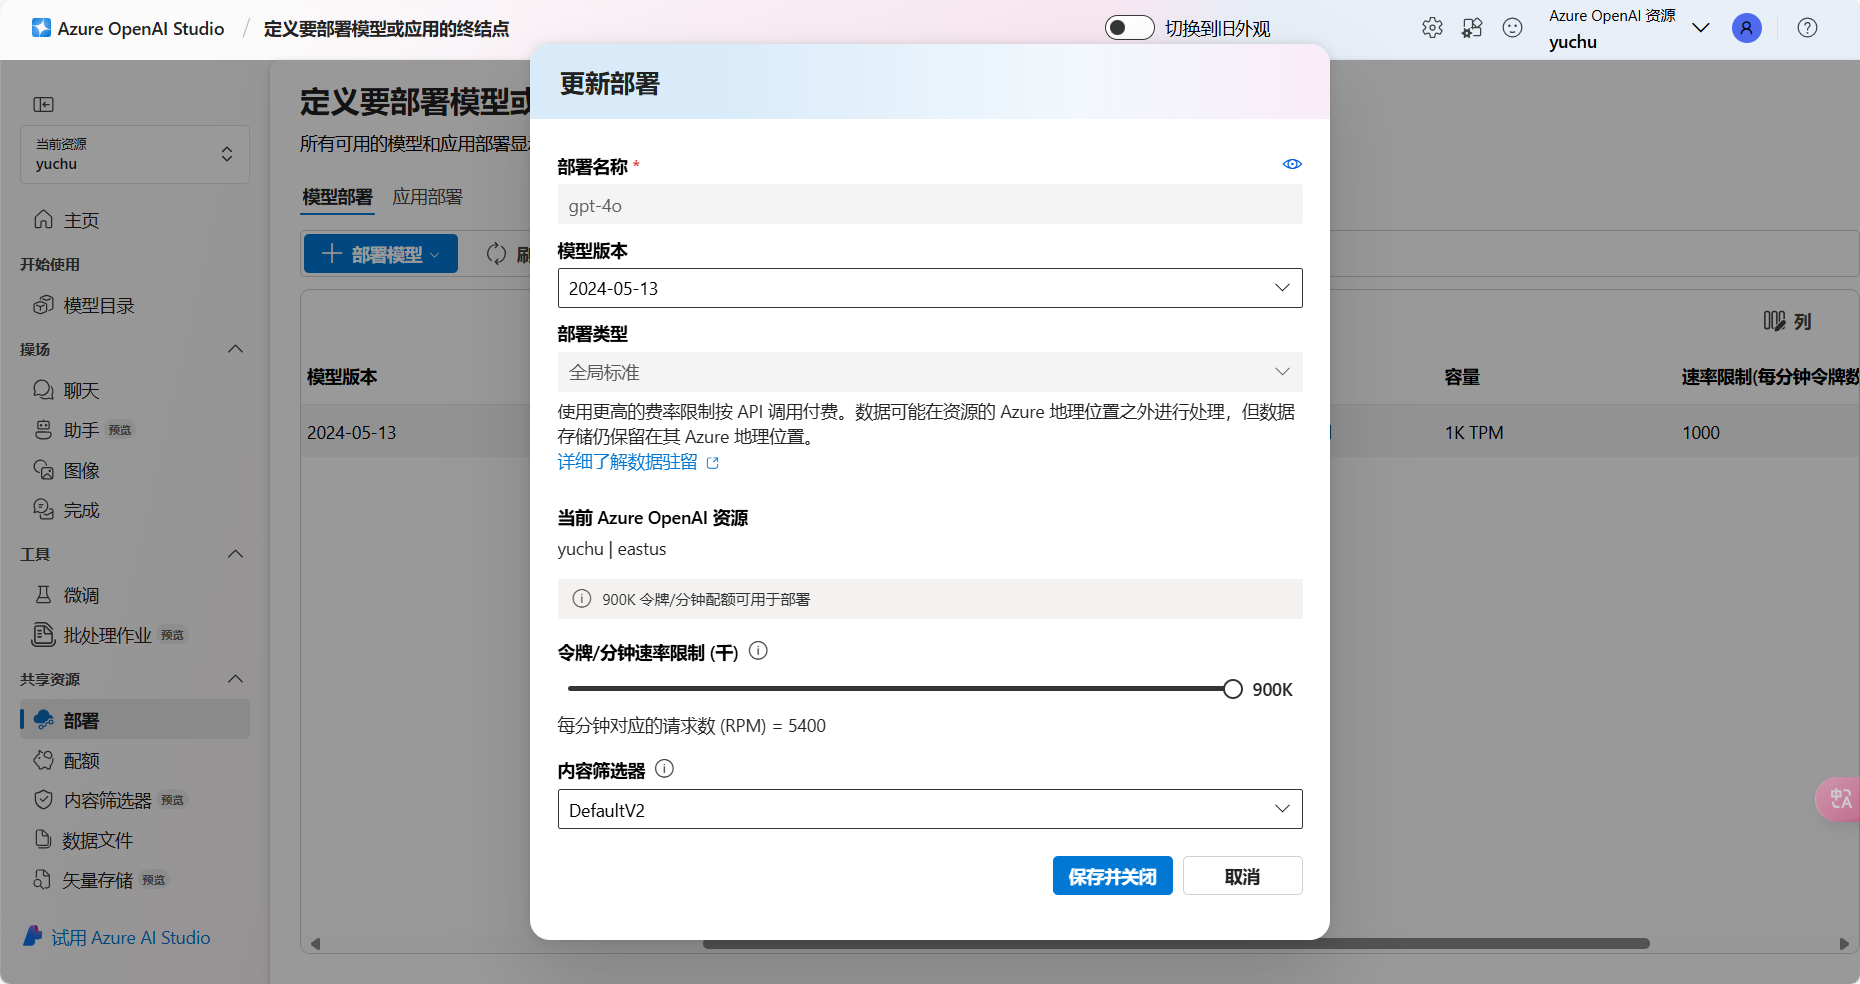 Azure OpenAI Studio / 定义要部署模型或应用的终结点
切换到旧外观
Azure OpenAI 资源
yuchu
当前资源
yuchu
主页
开始使用
模型目录
操场
聊天
助手 预览
图像
完成
工具
微调
批处理作业 预览
共享资源
部署
配额
内容筛选器 预览
数据文件
矢量存储 预览
试用 Azure AI Studio
定义要部署模型或
所有可用的模型和应用部署显
模型部署 应用部署
部署模型
列
模型版本 容量 速率限制(每分钟令牌数
2024-05-13 1K TPM 1000
更新部署
部署名称 *
gpt-4o
模型版本
2024-05-13
部署类型
全局标准
使用更高的费率限制按 API 调用付费。数据可能在资源的 Azure 地理位置之外进行处理，但数据
存储仍保留在其 Azure 地理位置。
详细了解数据驻留
当前 Azure OpenAI 资源
yuchu | eastus
900K 令牌/分钟配额可用于部署
令牌/分钟速率限制 (千)
900K
每分钟对应的请求数 (RPM) = 5400
内容筛选器
DefaultV2
保存并关闭
取消